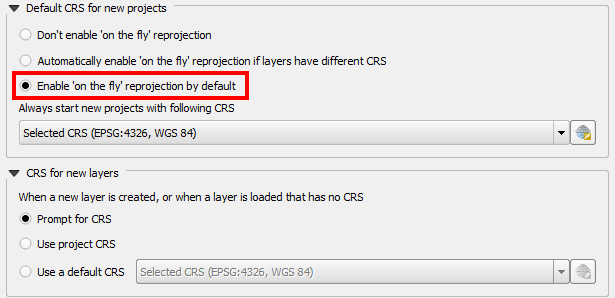 Default CRS for new projects
Don't enable 'on the fly' reprojection
Automatically enable 'on the fly' reprojection if layers have different CRS
Enable 'on the fly' reprojection by default
Always start new projects with following CRS
Selected CRS (EPSG:4326, WGS 84)
CRS for new layers
When a new layer is created, or when a layer is loaded that has no CRS
Prompt for CRS
Use project CRS
Use a default CRS Selected CRS (EPSG:4326, WGS 84)